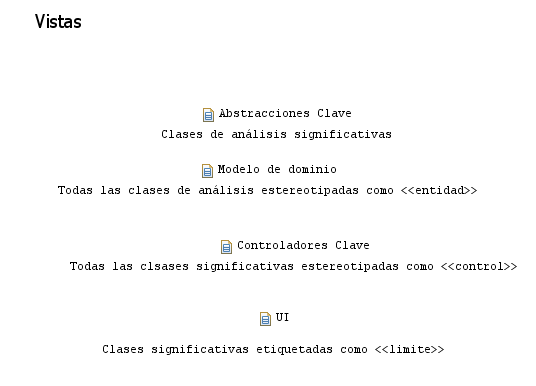 Vistas
Abstracciones Clave
Clases de análisis significativas
Modelo de dominio
Todas las clases de análisis estereotipadas como <<entidad>>
Controladores Clave
Todas las clsases significativas estereotipadas como <<control>>
UI
Clases significativas etiquetadas como <<limite>>